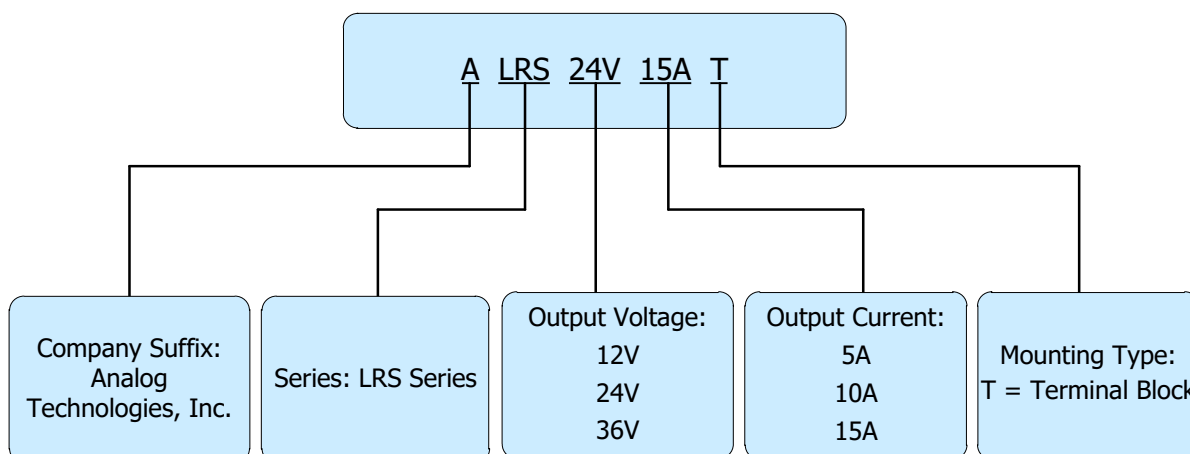 A LRS 24V 15A T
Company Suffix:
Analog
Technologies, Inc.
Series: LRS Series
Output Voltage:
12V
24V
36V
Output Current:
5A
10A
15A
Mounting Type:
T = Terminal Block